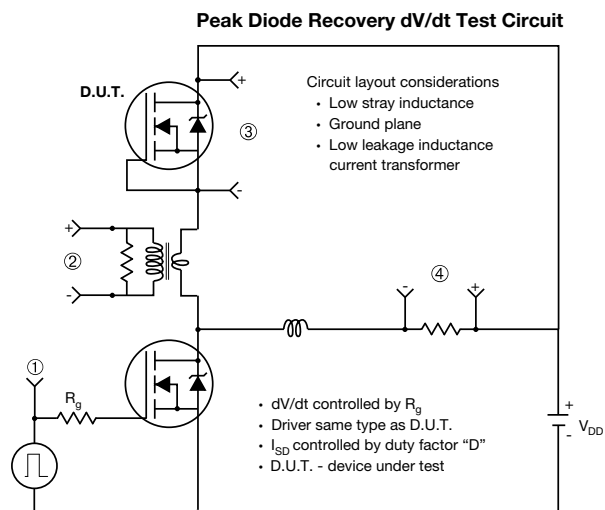 Peak Diode Recovery dV/dt Test Circuit
D.U.T.
+
Circuit layout considerations
• Low stray inductance
• Ground plane
• Low leakage inductance
current transformer
③
-
+
②
-
④
-
+
①
Rg
• dV/dt controlled by Rg
• Driver same type as D.U.T.
• ISD controlled by duty factor “D”
• D.U.T. - device under test
+
-
VDD